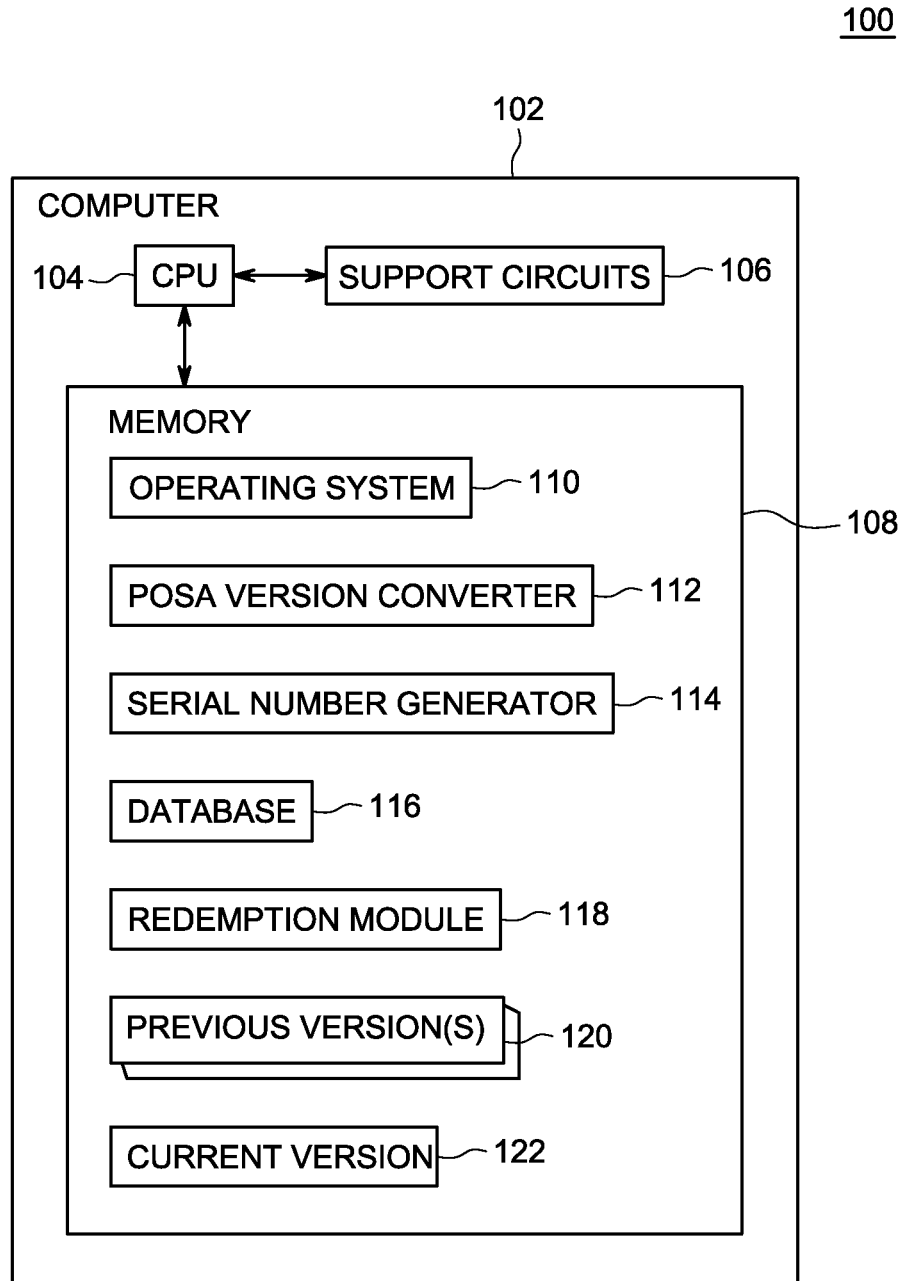 100
102
COMPUTER
104 CPU SUPPORT CIRCUITS 106
MEMORY
OPERATING SYSTEM 110
108
POSA VERSION CONVERTER 112
SERIAL NUMBER GENERATOR 114
DATABASE 116
REDEMPTION MODULE 118
PREVIOUS VERSION(S) 120
CURRENT VERSION 122